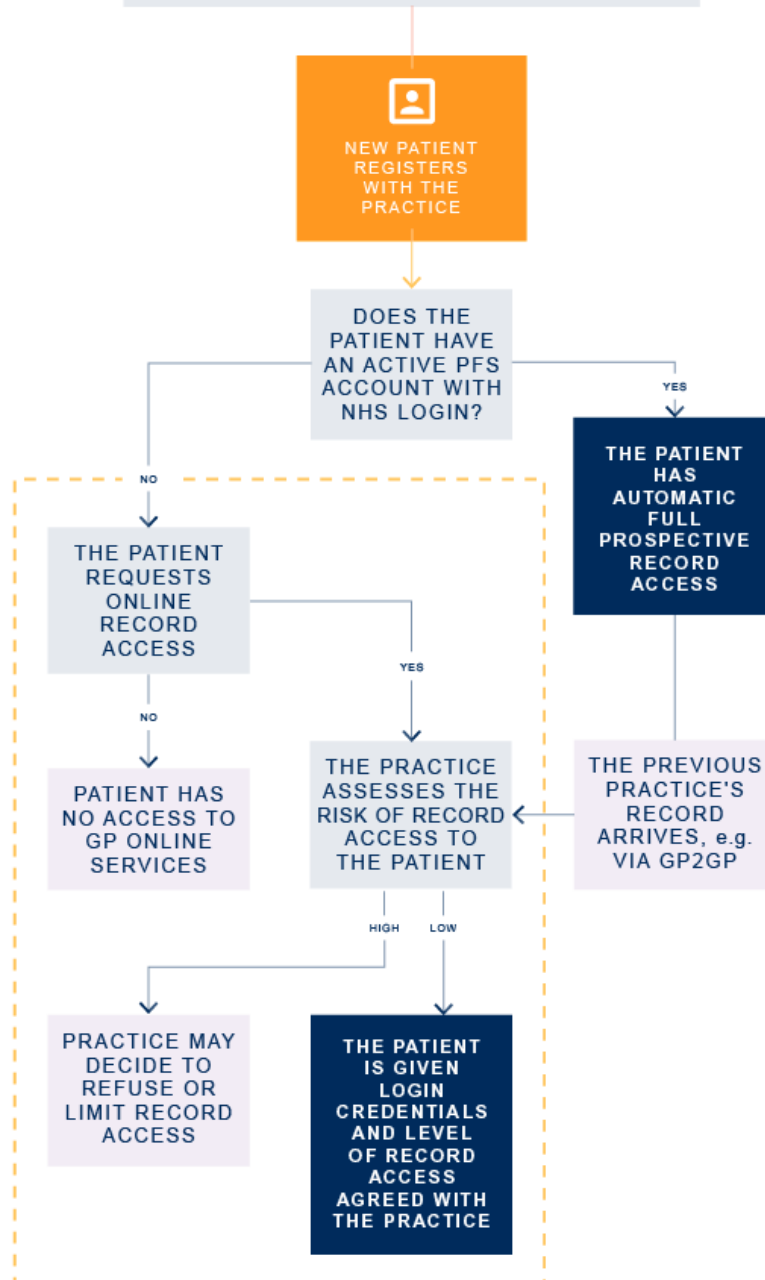 NEW PATIENT
REGISTERS
WITH THE
PRACTICE
DOES THE
PATIENT HAVE
AN ACTIVE PFS
ACCOUNT WITH
NHS LOGIN?
YES
THE PATIENT
HAS
AUTOMATIC
FULL
PROSPECTIVE
RECORD
ACCESS
NO
THE PATIENT
REQUESTS
ONLINE
RECORD
ACCESS
YES
NO
PATIENT HAS
NO ACCESS TO
GP ONLINE
SERVICES
THE PRACTICE
ASSESSES THE
RISK OF RECORD
ACCESS TO
THE PATIENT
THE PREVIOUS
PRACTICE'S
RECORD
ARRIVES, e.g.
VIA GP2GP
HIGH
LOW
PRACTICE MAY
DECIDE TO
REFUSE OR
LIMIT RECORD
ACCESS
THE PATIENT
IS GIVEN
LOGIN
CREDENTIALS
AND LEVEL
OF RECORD
ACCESS
AGREED WITH
THE PRACTICE